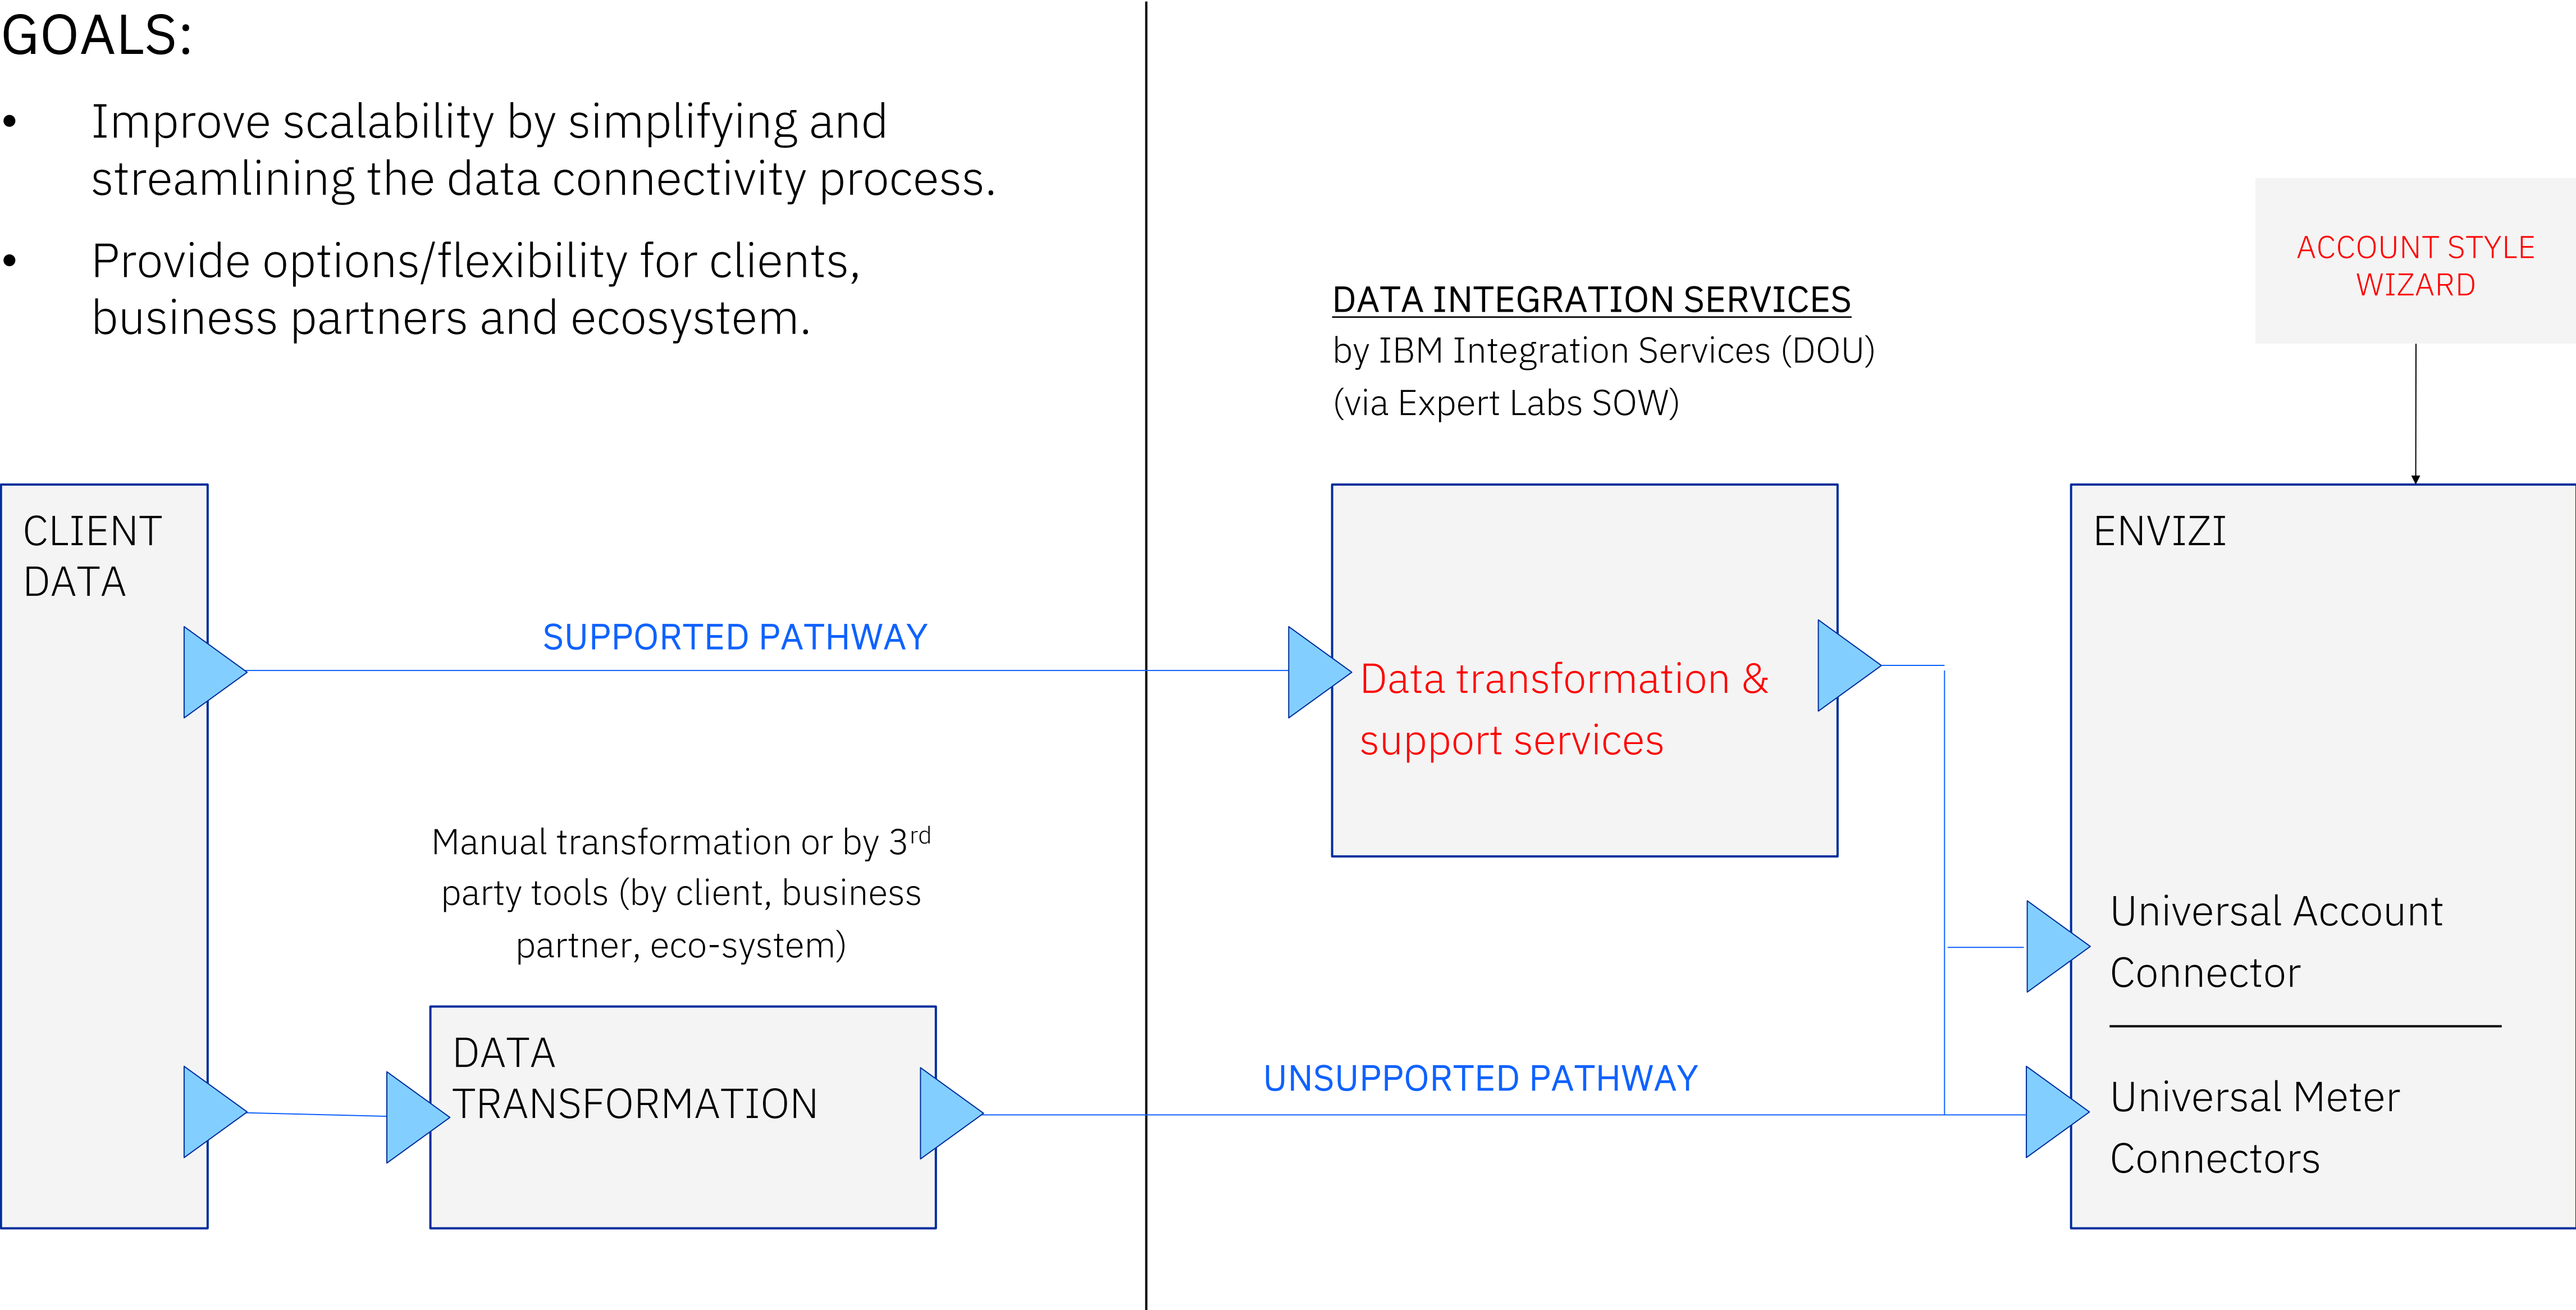 GOALS:
• Improve scalability by simplifying and
streamlining the data connectivity process.
• Provide options/flexibility for clients,
business partners and ecosystem.
ACCOUNT STYLE
WIZARD
DATA INTEGRATION SERVICES
by IBM Integration Services (DOU)
(via Expert Labs SOW)
CLIENT
DATA
SUPPORTED PATHWAY
Data transformation &
support services
ENVIZI
Manual transformation or by 3rd
party tools (by client, business
partner, eco-system)
DATA
TRANSFORMATION
UNSUPPORTED PATHWAY
Universal Account
Connector
Universal Meter
Connectors